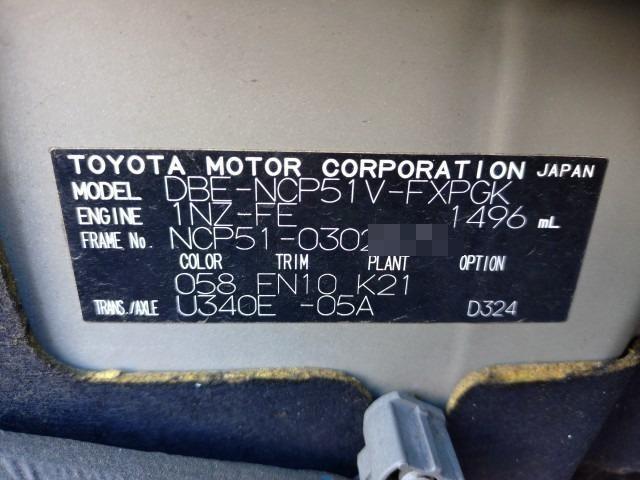 TOYOTA MOTOR CORPORATION JAPAN
MODEL DBE-NCP51V-FXPGK
ENGINE 1NZ-FE 1496 mL
FRAME No. NCP51-0302
COLOR TRIM PLANT OPTION
058 FN10 K21
TRANS./AXLE U340E -05A D324